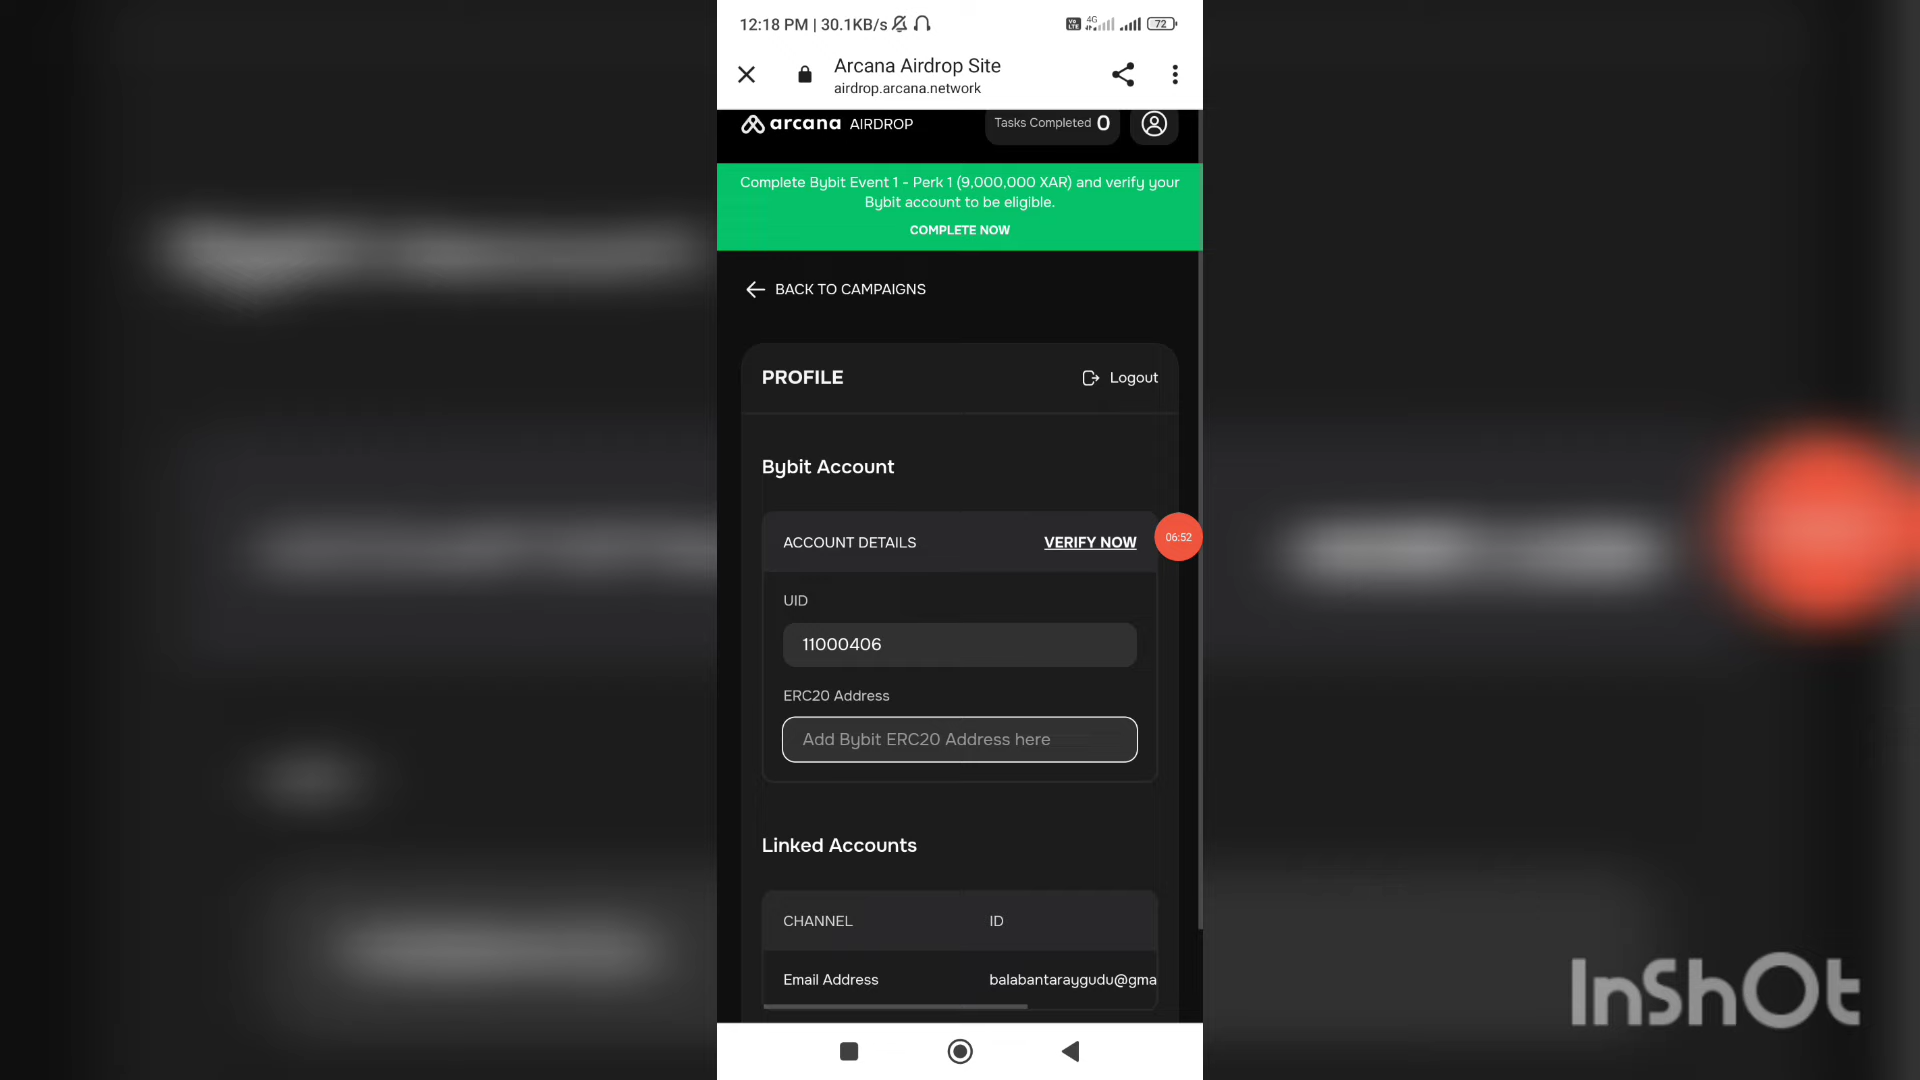 12:18 PM | 30.1KB/s
Vo LTE 4G 72
Arcana Airdrop Site
airdrop.arcana.network
arcana AIRDROP
Tasks Completed 0
Complete Bybit Event 1 - Perk 1 (9,000,000 XAR) and verify your
Bybit account to be eligible.
COMPLETE NOW
BACK TO CAMPAIGNS
PROFILE
Logout
Bybit Account
ACCOUNT DETAILS
VERIFY NOW
06:52
UID
11000406
ERC20 Address
Add Bybit ERC20 Address here
Linked Accounts
CHANNEL ID
Email Address balabantaraygudu@gma
InShOt